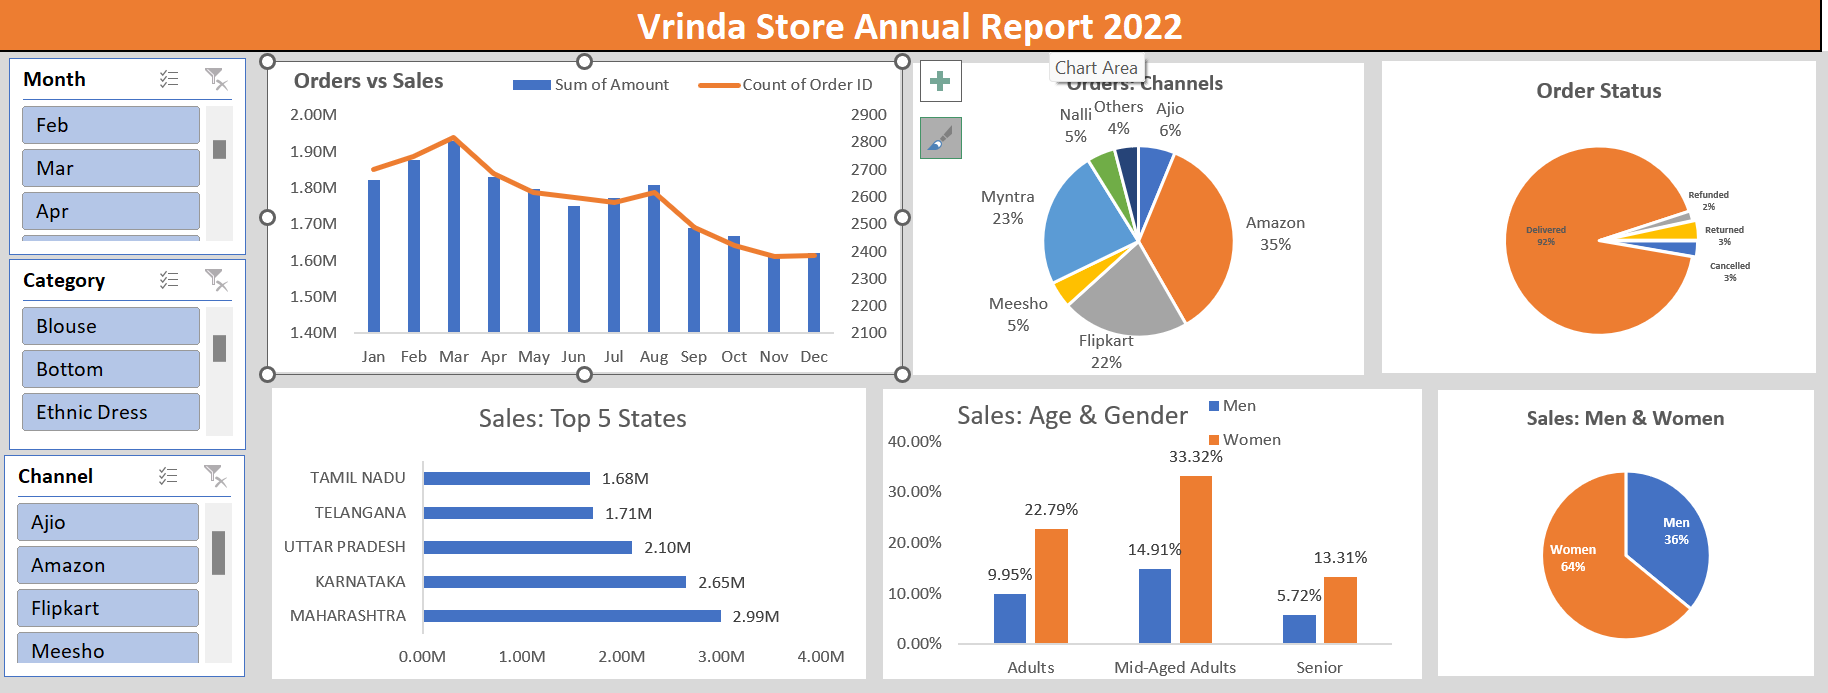 Vrinda Store Annual Report 2022
Month
Feb
Mar
Apr
Category
Blouse
Bottom
Ethnic Dress
Channel
Ajio
Amazon
Flipkart
Meesho
Orders vs Sales
Sum of Amount
Count of Order ID
2.00M
1.90M
1.80M
1.70M
1.60M
1.50M
1.40M
2900
2800
2700
2600
2500
2400
2300
2200
2100
Jan Feb Mar Apr May Jun Jul Aug Sep Oct Nov Dec
Chart Area
Orders: Channels
Nalli
5%
Others
4%
Ajio
6%
Myntra
23%
Amazon
35%
Meesho
5%
Flipkart
22%
Order Status
Refunded
2%
Delivered
92%
Returned
3%
Cancelled
3%
Sales: Top 5 States
TAMIL NADU 1.68M
TELANGANA 1.71M
UTTAR PRADESH 2.10M
KARNATAKA 2.65M
MAHARASHTRA 2.99M
0.00M 1.00M 2.00M 3.00M 4.00M
Sales: Age & Gender
Men
Women
40.00%
30.00%
20.00%
10.00%
0.00%
9.95%
22.79%
14.91%
33.32%
5.72%
13.31%
Adults Mid-Aged Adults Senior
Sales: Men & Women
Men
36%
Women
64%